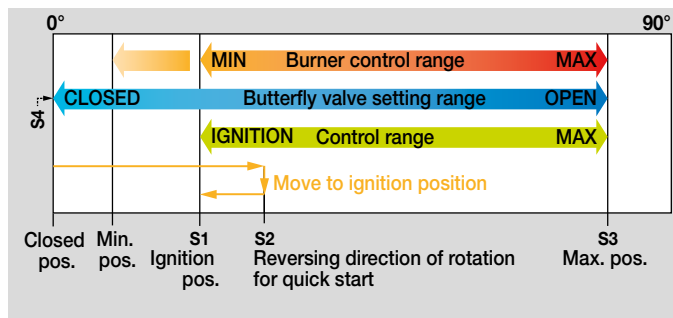 0° 90°
MIN Burner control range MAX
CLOSED Butterfly valve setting range OPEN
S4
IGNITION Control range MAX
Move to ignition position
Closed pos.
Min. pos.
S1
Ignition pos.
S2
Reversing direction of rotation
for quick start
S3
Max. pos.